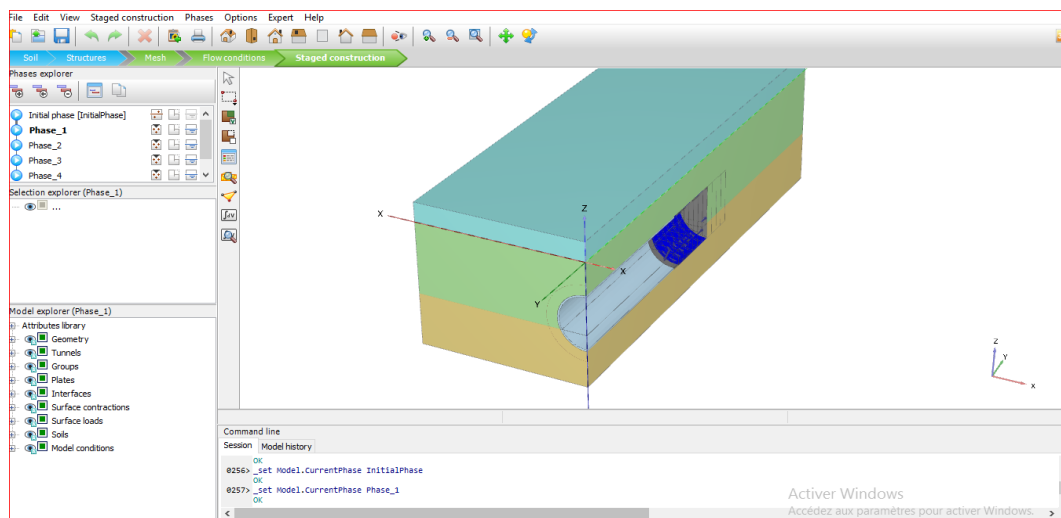 File Edit View Staged construction Phases Options Expert Help
Soil Structures Mesh Flow conditions Staged construction
Phases explorer
Initial phase [InitialPhase]
Phase_1
Phase_2
Phase_3
Phase_4
Selection explorer (Phase_1)
...
Model explorer (Phase_1)
Attributes library
Geometry
Tunnels
Groups
Plates
Interfaces
Surface contractions
Surface loads
Soils
Model conditions
X
Z
X
Y
Z
Y
x
Command line
Session Model history
OK
0256> _set Model.CurrentPhase InitialPhase
OK
0257> _set Model.CurrentPhase Phase_1
OK
Activer Windows
Accédez aux paramètres pour activer Windows.